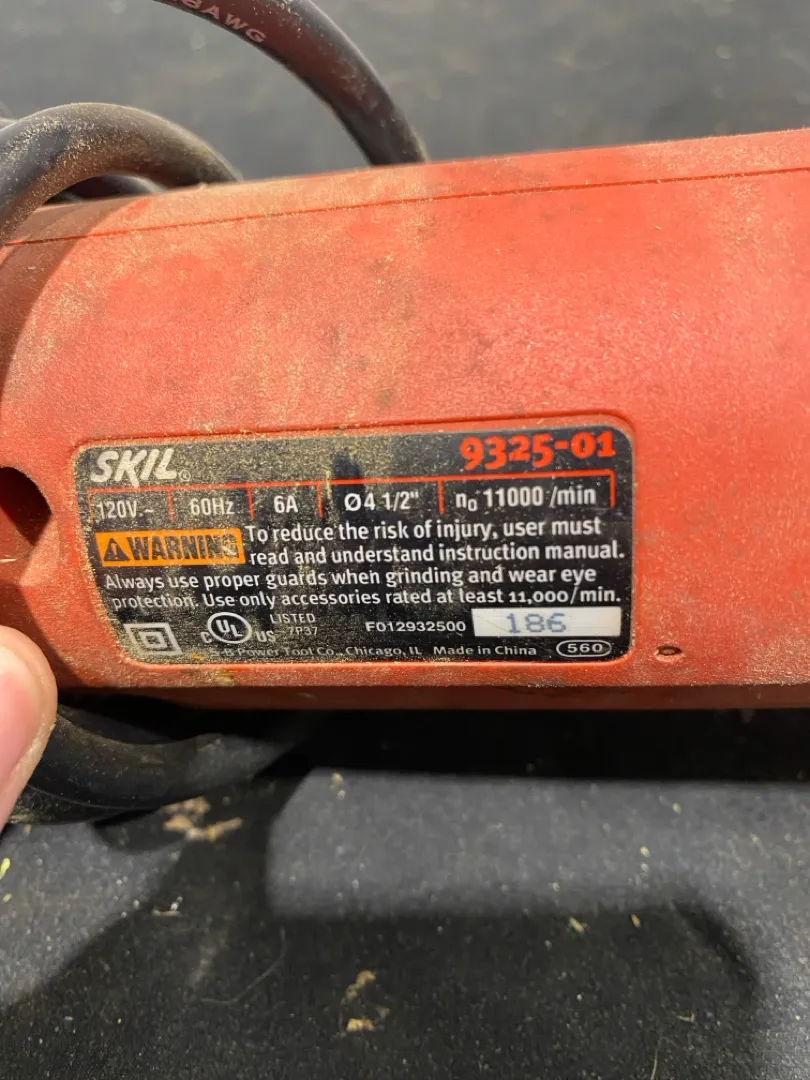 8AWG
SKIL®
9325-01
120V~ 60Hz 6A Ø4 1/2" n₀ 11000 /min
⚠WARNING To reduce the risk of injury, user must
read and understand instruction manual.
Always use proper guards when grinding and wear eye
protection. Use only accessories rated at least 11,000/min.
C UL US LISTED
7P37
F012932500 186
S-B Power Tool Co., Chicago, IL Made in China 560